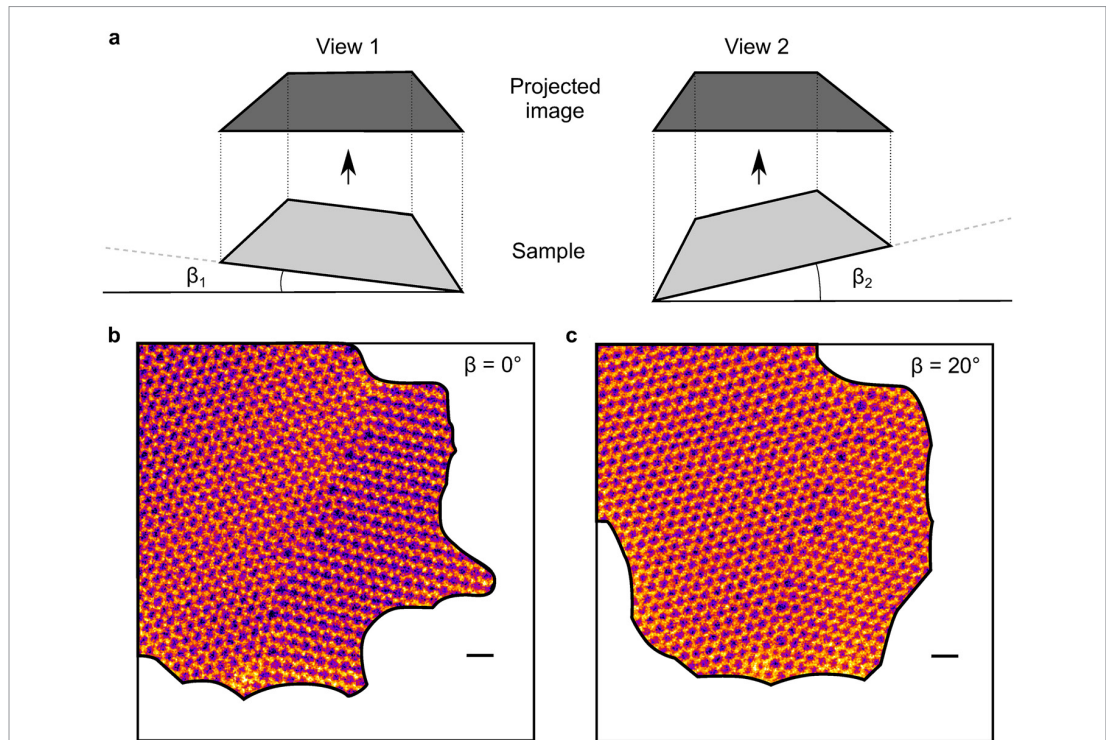 a
View 1
View 2
Projected
image
Sample
β₁
β₂
b
β = 0°
c
β = 20°